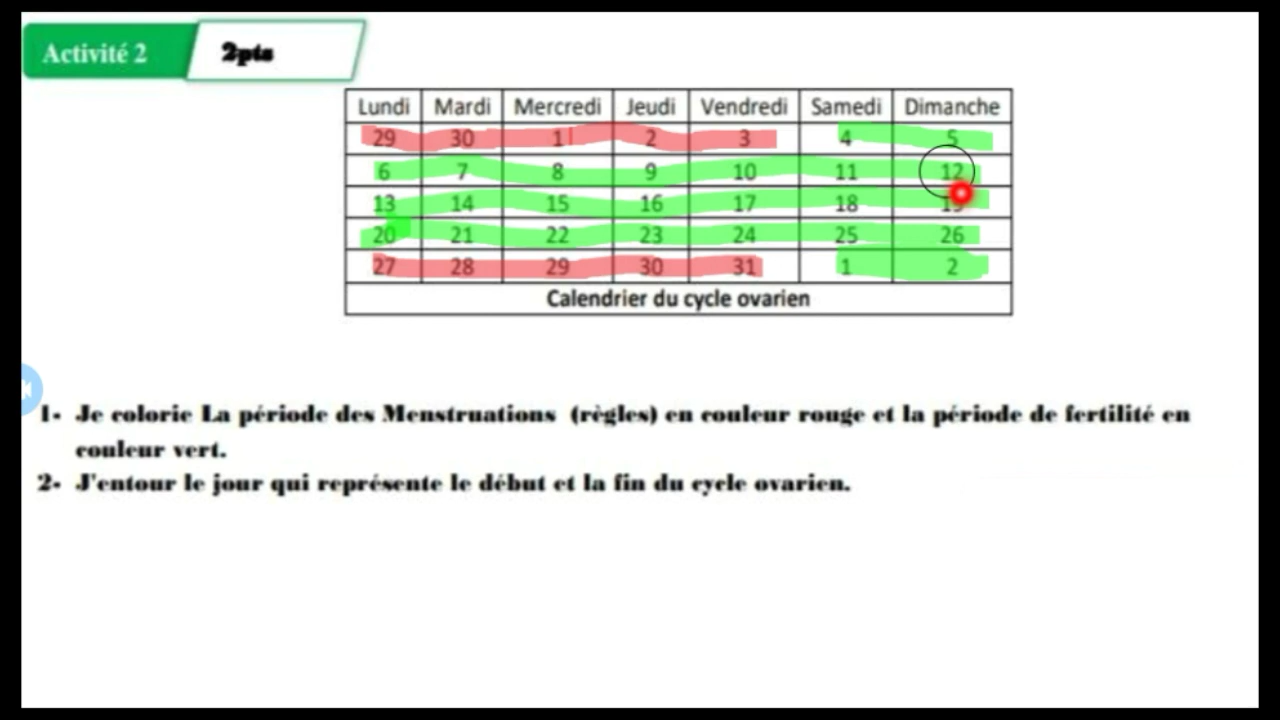 Activité 2 2pts
Lundi Mardi Mercredi Jeudi Vendredi Samedi Dimanche
29 30 1 2 3 4 5
6 7 8 9 10 11 12
13 14 15 16 17 18 19
20 21 22 23 24 25 26
27 28 29 30 31 1 2
Calendrier du cycle ovarien
1- Je colorie La période des Menstruations (règles) en couleur rouge et la période de fertilité en
couleur vert.
2- J'entour le jour qui représente le début et la fin du cycle ovarien.